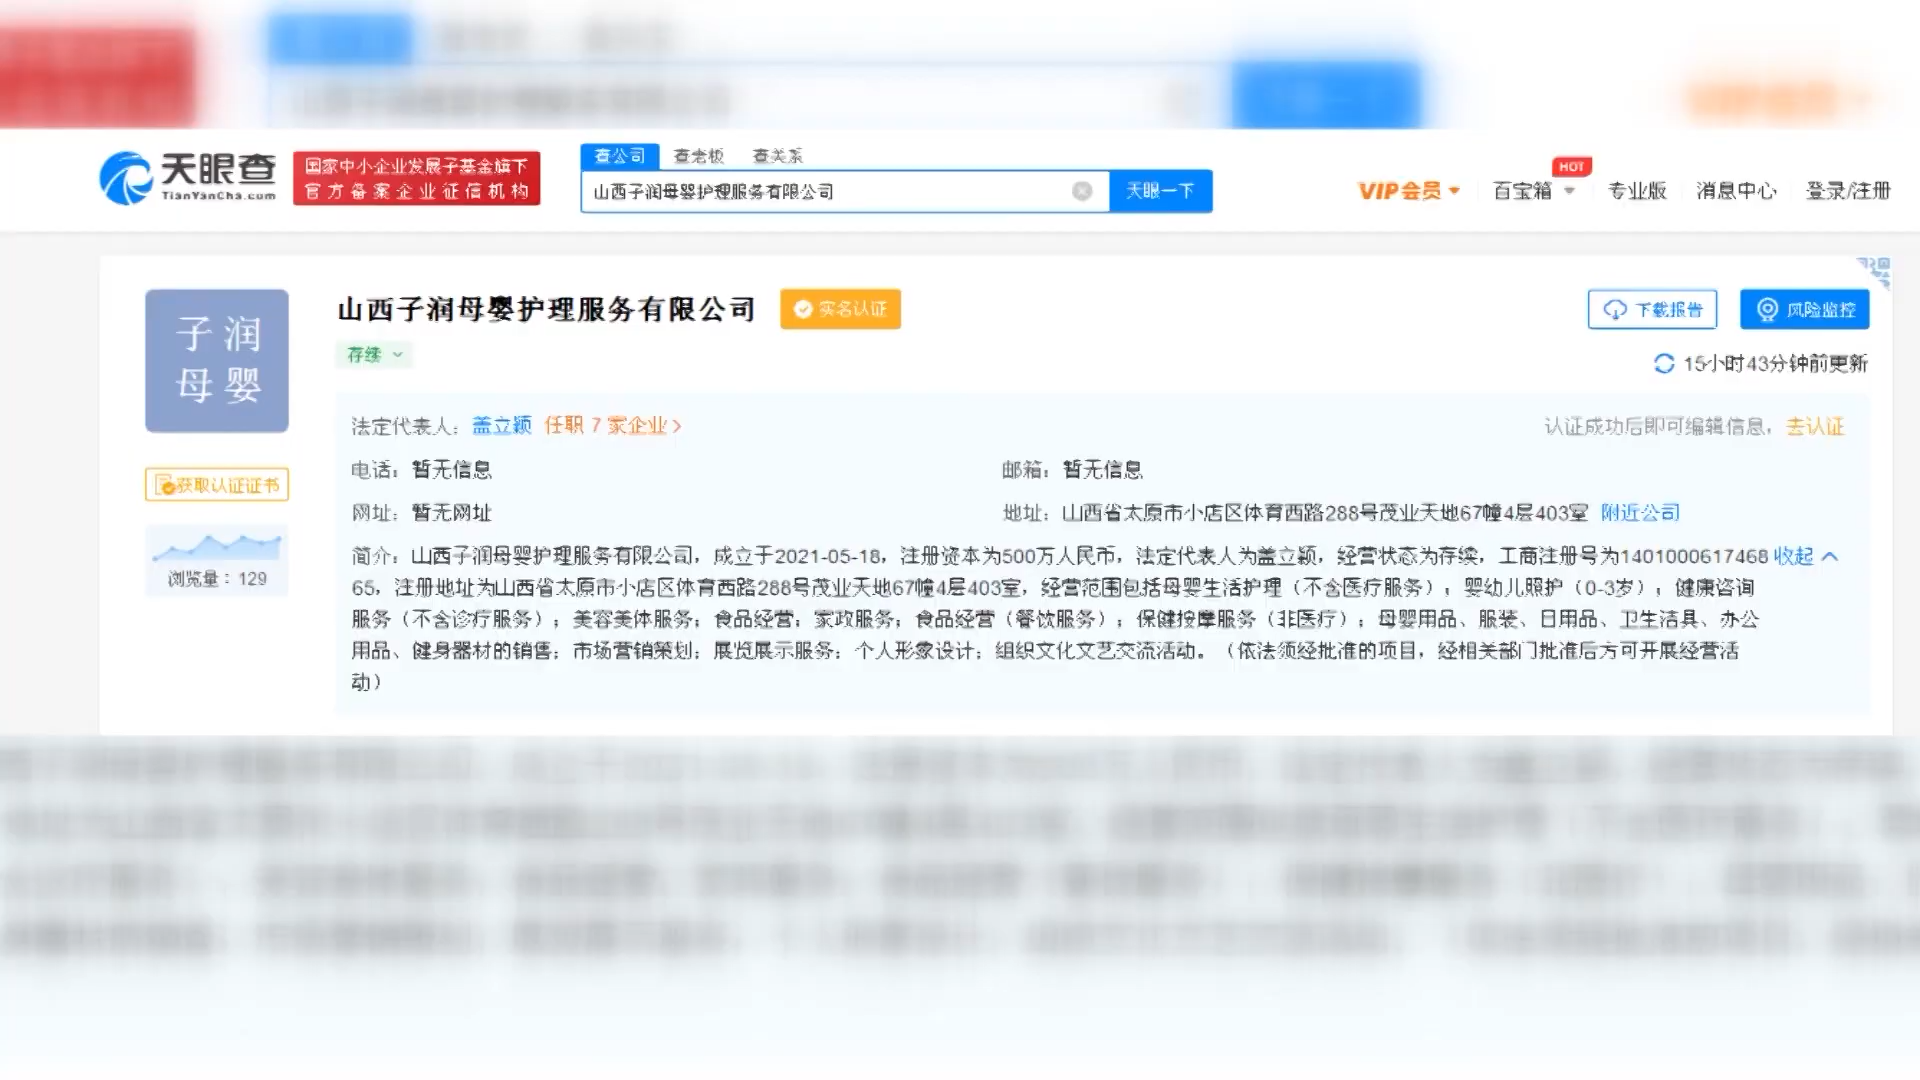 天眼查
TianYanCha.com
国家中小企业发展子基金旗下
官方备案企业征信机构
查公司 查老板 查关系
山西子润母婴护理服务有限公司
天眼一下
VIP会员
百宝箱
HOT
专业版
消息中心
登录/注册
子润
母婴
山西子润母婴护理服务有限公司
实名认证
下载报告
风险监控
存续
15小时43分钟前更新
获取认证证书
浏览量：129
法定代表人：盖立颖 任职 7 家企业
认证成功后即可编辑信息，去认证
电话：暂无信息
邮箱：暂无信息
网址：暂无网址
地址：山西省太原市小店区体育西路288号茂业天地67幢4层403室 附近公司
简介：山西子润母婴护理服务有限公司，成立于2021-05-18，注册资本为500万人民币，法定代表人为盖立颖，经营状态为存续，工商注册号为1401000617468 收起
65，注册地址为山西省太原市小店区体育西路288号茂业天地67幢4层403室，经营范围包括母婴生活护理（不含医疗服务）；婴幼儿照护（0-3岁）；健康咨询
服务（不含诊疗服务）；美容美体服务；食品经营；家政服务；食品经营（餐饮服务）；保健按摩服务（非医疗）；母婴用品、服装、日用品、卫生洁具、办公
用品、健身器材的销售；市场营销策划；展览展示服务；个人形象设计；组织文化文艺交流活动。（依法须经批准的项目，经相关部门批准后方可开展经营活
动）